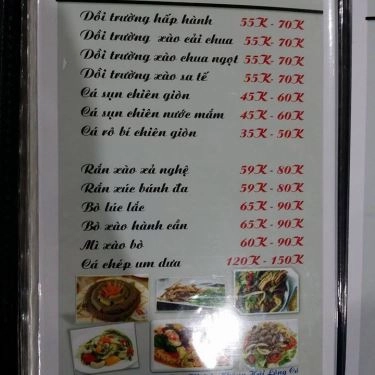 Dồi trường hấp hành 55K - 70K
Dồi trường xào cải chua 55K- 70K
Dồi trường xào chua ngọt 55K- 70K
Dồi trường xào sa tế 55K- 70K
Cá sụn chiên giòn 45K - 60K
Cá sụn chiên nước mắm 45K - 60K
Cá rô bí chiên giòn 35K - 50K
Rắn xào xả nghệ 59K - 80K
Rắn xúc bánh đa 59K - 80K
Bò lúc lắc 65K - 90K
Bò xào hành cần 65K - 90K
Mì xào bò 60K - 90K
Cá chép um dưa 120K - 150K